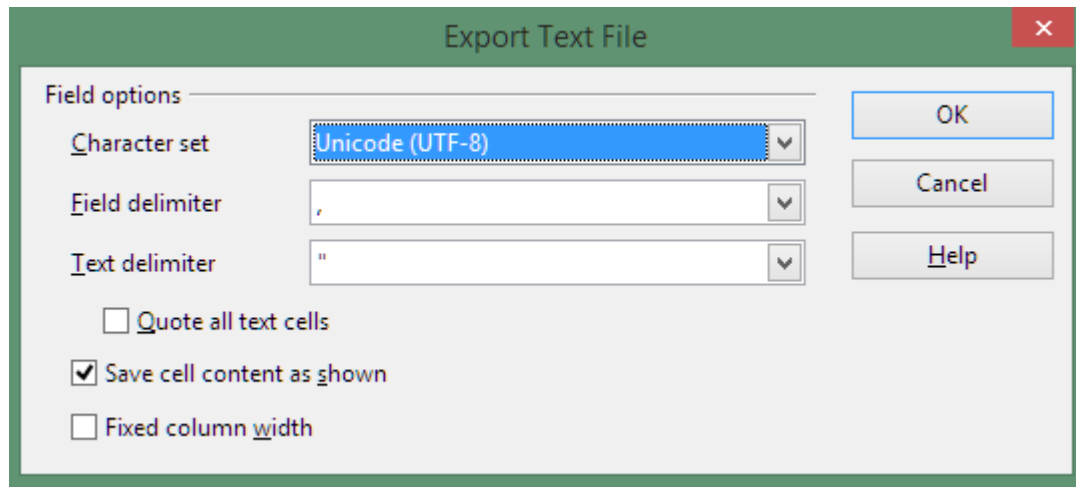 Export Text File
Field options
OK
Character set Unicode (UTF-8)
Cancel
Field delimiter ,
Text delimiter "
Help
Quote all text cells
Save cell content as shown
Fixed column width